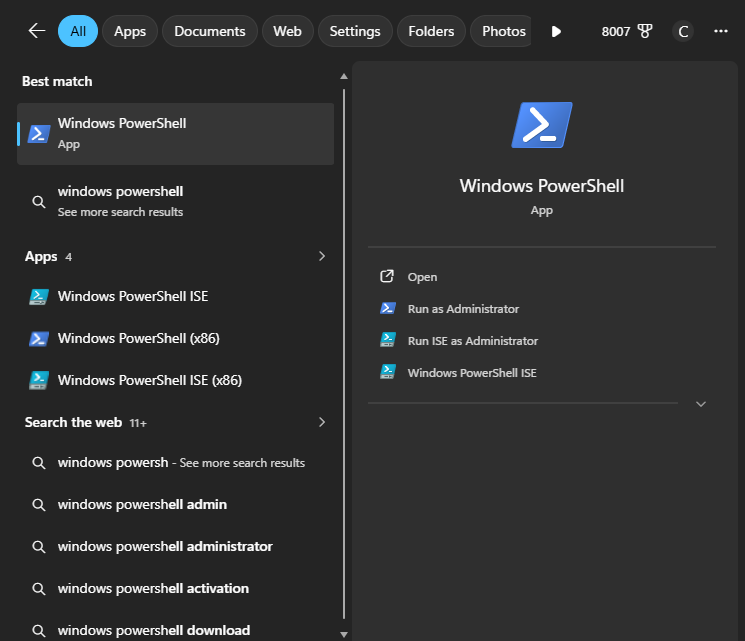 All
Apps
Documents
Web
Settings
Folders
Photos
8007
C
Best match
Windows PowerShell
App
windows powershell
See more search results
Apps 4
Windows PowerShell ISE
Windows PowerShell (x86)
Windows PowerShell ISE (x86)
Search the web 11+
windows powersh - See more search results
windows powershell admin
windows powershell administrator
windows powershell activation
windows powershell download
Windows PowerShell
App
Open
Run as Administrator
Run ISE as Administrator
Windows PowerShell ISE